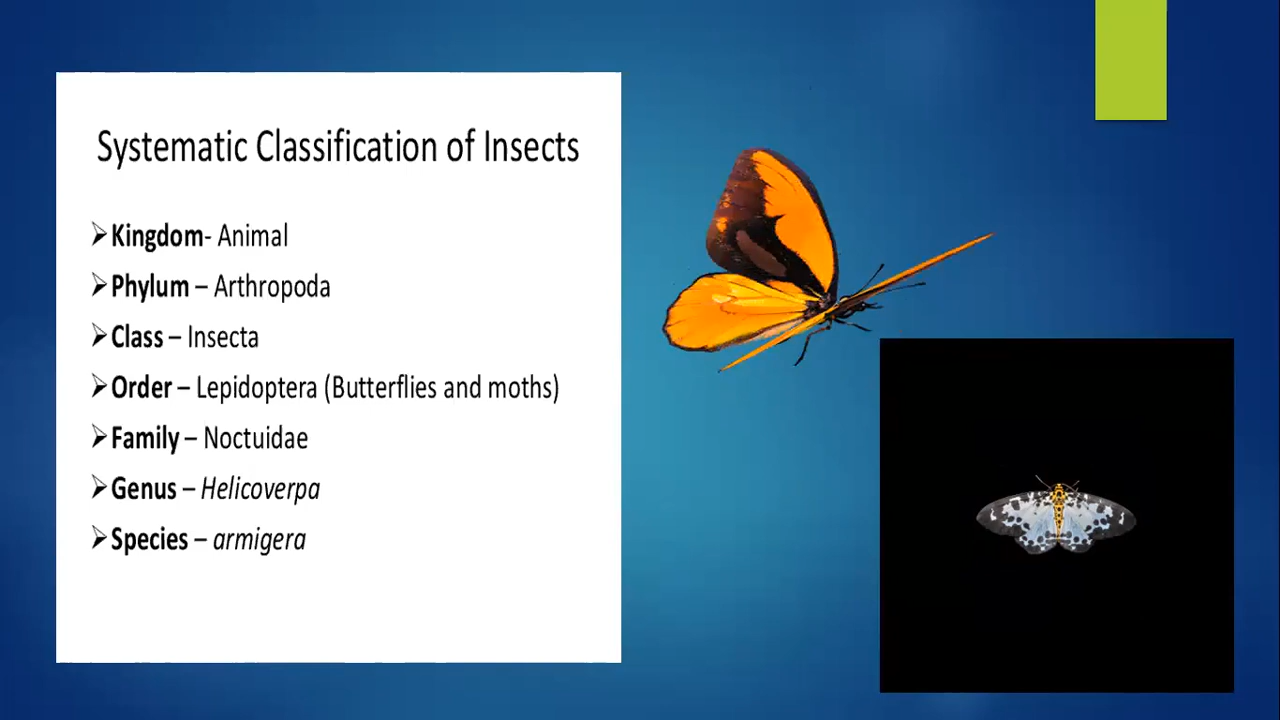 Systematic Classification of Insects
➢Kingdom- Animal
➢Phylum – Arthropoda
➢Class – Insecta
➢Order – Lepidoptera (Butterflies and moths)
➢Family – Noctuidae
➢Genus – Helicoverpa
➢Species – armigera